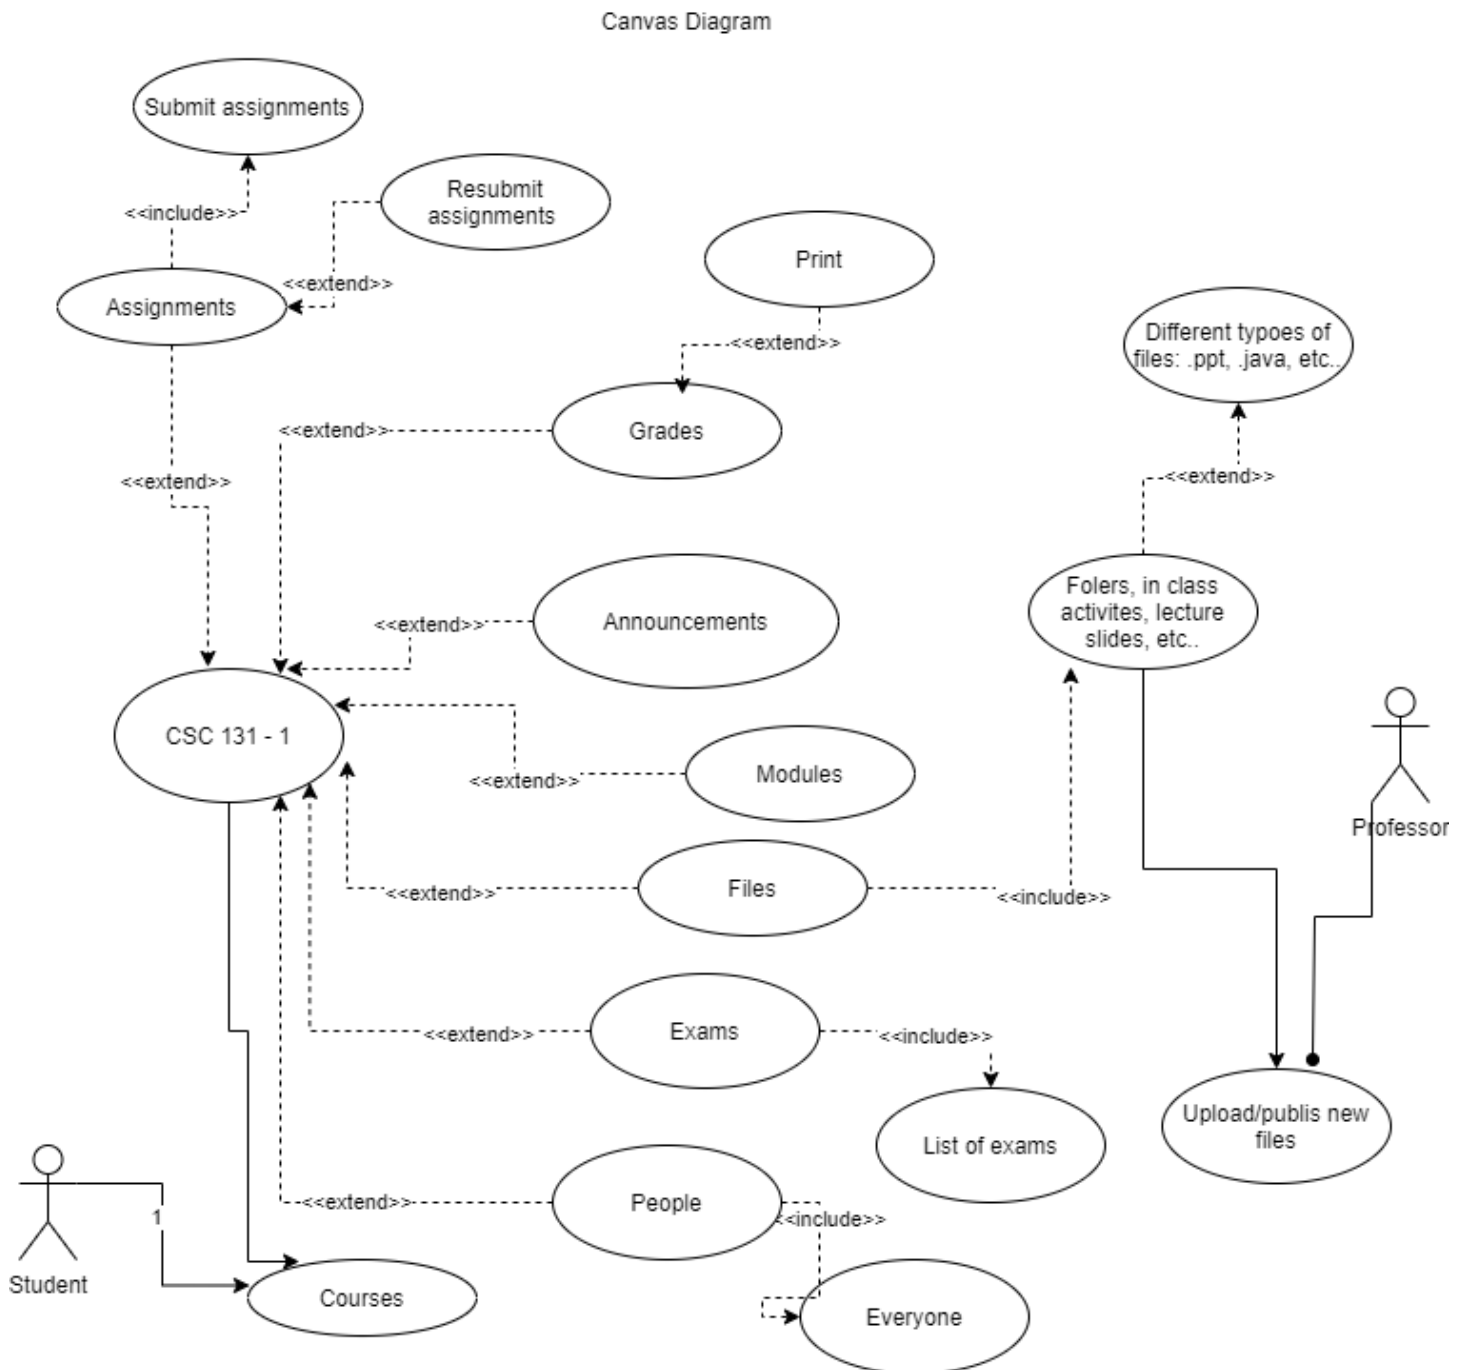 Canvas Diagram
Submit assignments
Resubmit
assignments
<<include>>
Print
<<extend>>
Assignments
Different typoes of
files: .ppt, .java, etc..
<<extend>>
<<extend>>
Grades
<<extend>>
<<extend>>
<<extend>>
Folers, in class
activites, lecture
slides, etc..
Announcements
<<extend>>
CSC 131 - 1
Modules
<<extend>>
Professor
Files
<<extend>>
<<include>>
Exams
<<extend>>
<<include>>
Upload/publis new
files
List of exams
People
<<extend>>
1
<<include>>
Student
Courses
Everyone